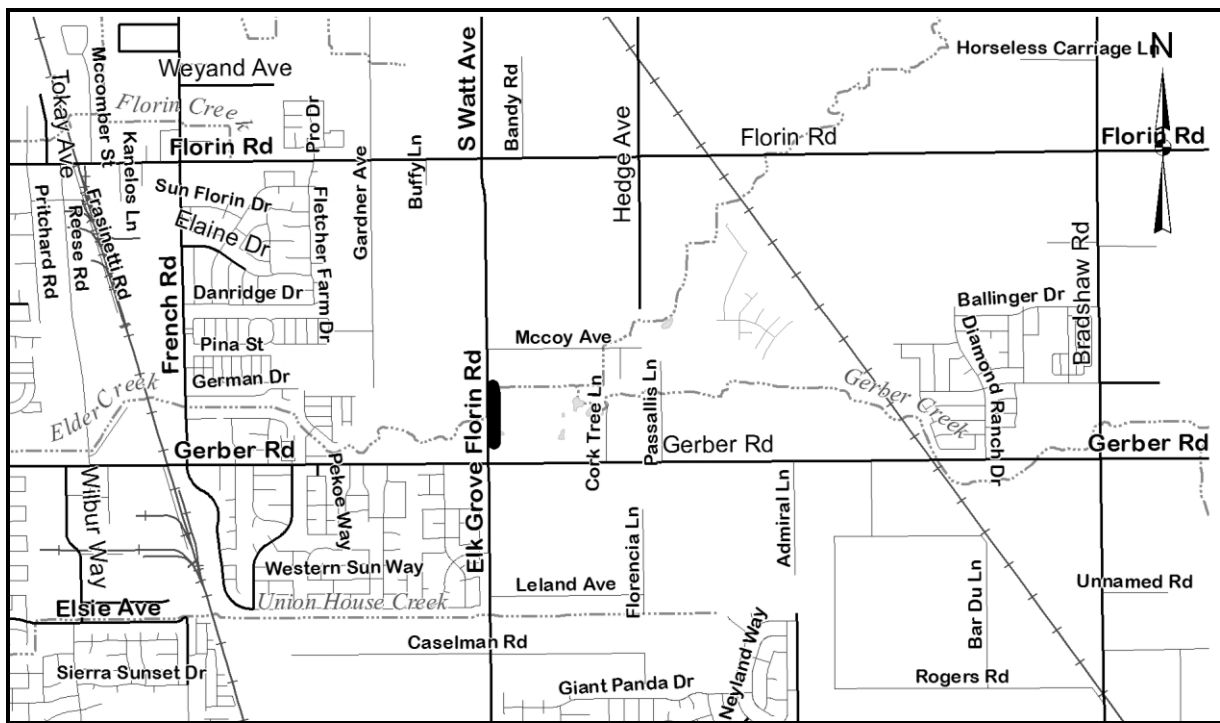 Horseless Carriage Ln
N
Tokay Ave
Mccomber St
Weyand Ave
S Watt Ave
Bandy Rd
Florin Creek
Pro Dr
Kanelos Ln
Florin Rd
Florin Rd
Florin Rd
Hedge Ave
Buffy Ln
Gardner Ave
Sun Florin Dr
Elaine Dr
Fletcher Farm Dr
Pritchard Rd
Reese Rd
Frasinetti Rd
French Rd
Danridge Dr
Ballinger Dr
Bradshaw Rd
Pina St
Mccoy Ave
Diamond Ranch Dr
German Dr
Elk Grove Florin Rd
Cork Tree Ln
Passallis Ln
Gerber Creek
Elder Creek
Gerber Rd
Gerber Rd
Gerber Rd
Wilbur Way
Pekoe Way
Admiral Ln
Florencia Ln
Western Sun Way
Leland Ave
Bar Du Ln
Unnamed Rd
Elsie Ave
Union House Creek
Caselman Rd
Neyland Way
Sierra Sunset Dr
Giant Panda Dr
Rogers Rd